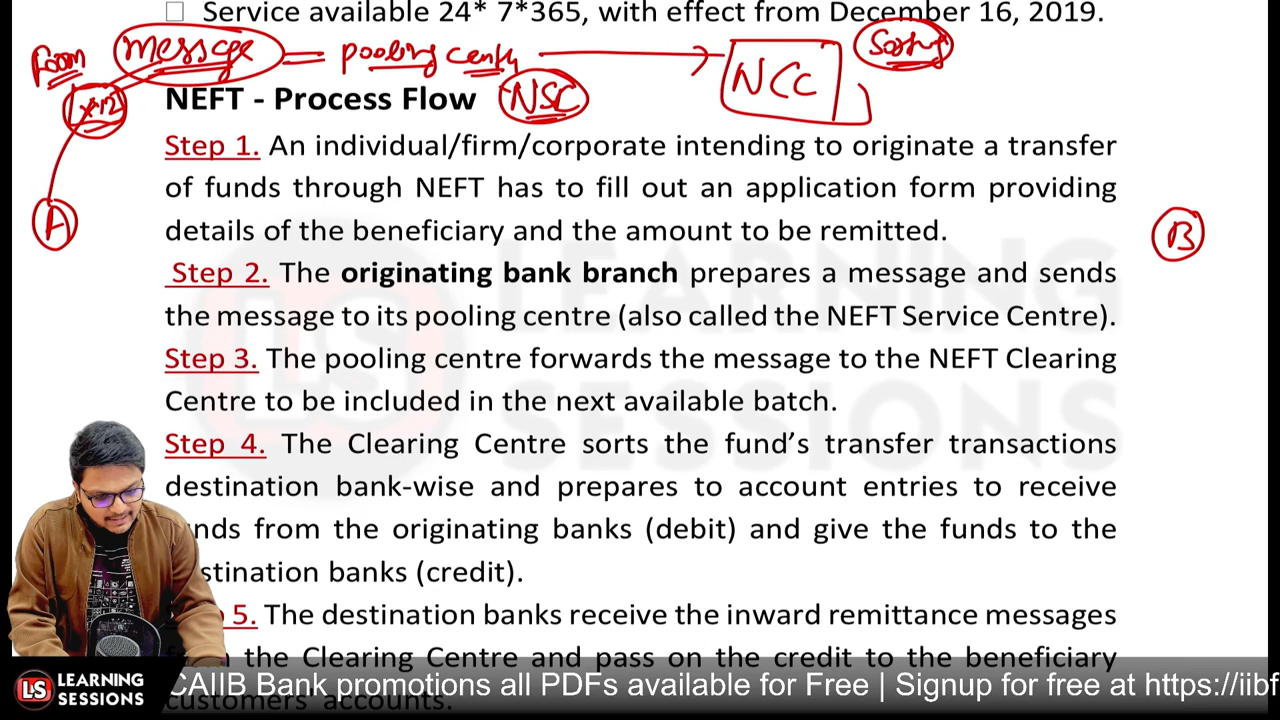 Service available 24* 7*365, with effect from December 16, 2019.
Form message = pooling centre NCC Sorting
XYZ
NEFT - Process Flow NSC
Step 1. An individual/firm/corporate intending to originate a transfer
of funds through NEFT has to fill out an application form providing
A details of the beneficiary and the amount to be remitted. B
Step 2. The originating bank branch prepares a message and sends
the message to its pooling centre (also called the NEFT Service Centre).
Step 3. The pooling centre forwards the message to the NEFT Clearing
Centre to be included in the next available batch.
Step 4. The Clearing Centre sorts the fund's transfer transactions
destination bank-wise and prepares to account entries to receive
nds from the originating banks (debit) and give the funds to the
stination banks (credit).
5. The destination banks receive the inward remittance messages
the Clearing Centre and pass on the credit to the beneficiary
customers' accounts.
LS LEARNING SESSIONS
CAIIB Bank promotions all PDFs available for Free | Signup for free at https://iibf
LEARNING
SESSIONS